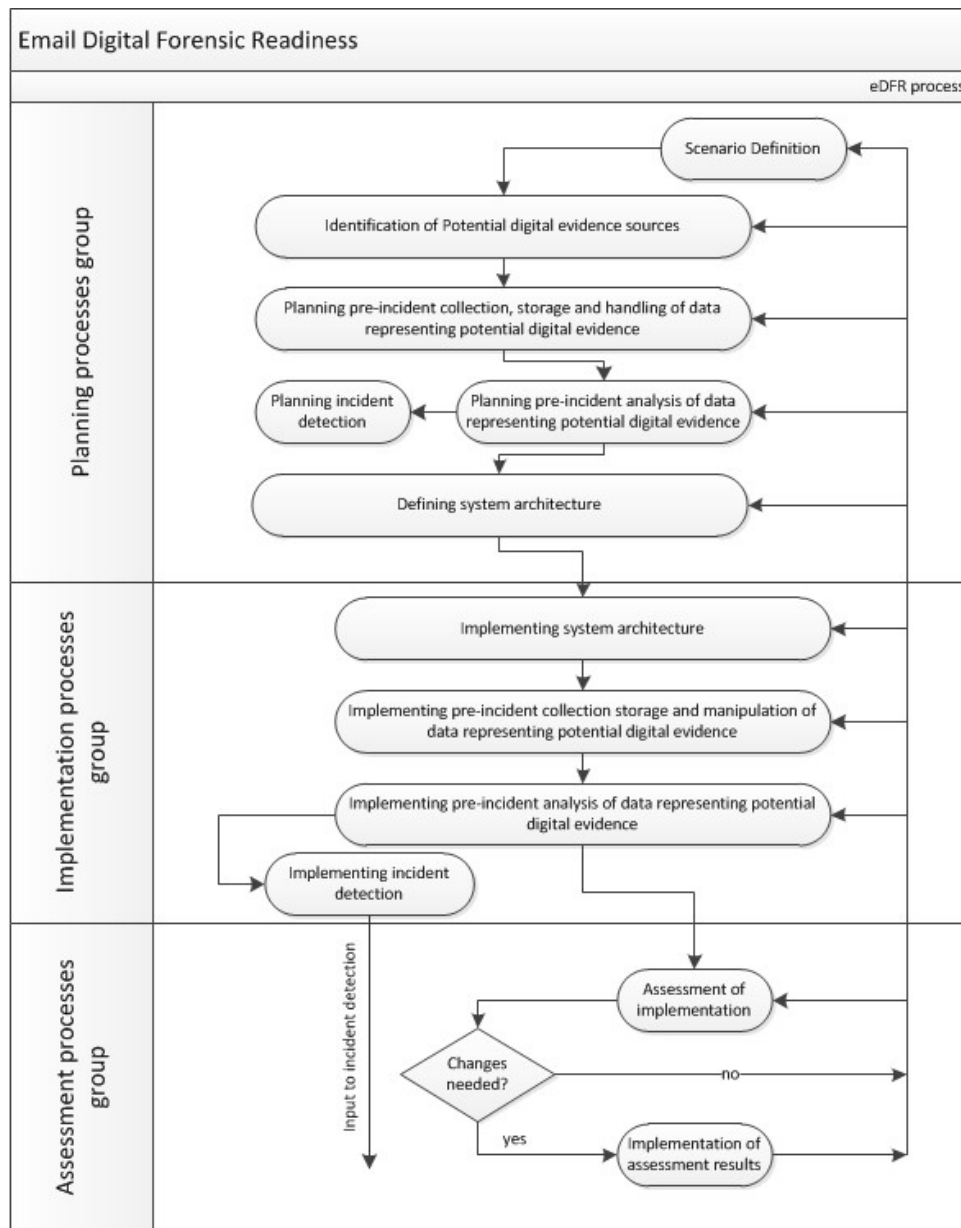 Email Digital Forensic Readiness
eDFR process
Planning processes group
Scenario Definition
Identification of Potential digital evidence sources
Planning pre-incident collection, storage and handling of data
representing potential digital evidence
Planning incident
detection
Planning pre-incident analysis of data
representing potential digital evidence
Defining system architecture
Implementation processes
group
Implementing system architecture
Implementing pre-incident collection storage and manipulation of
data representing potential digital evidence
Implementing pre-incident analysis of data representing potential
digital evidence
Implementing incident
detection
Assessment processes
group
Input to incident detection
Assessment of
implementation
Changes
needed?
no
yes
Implementation of
assessment results